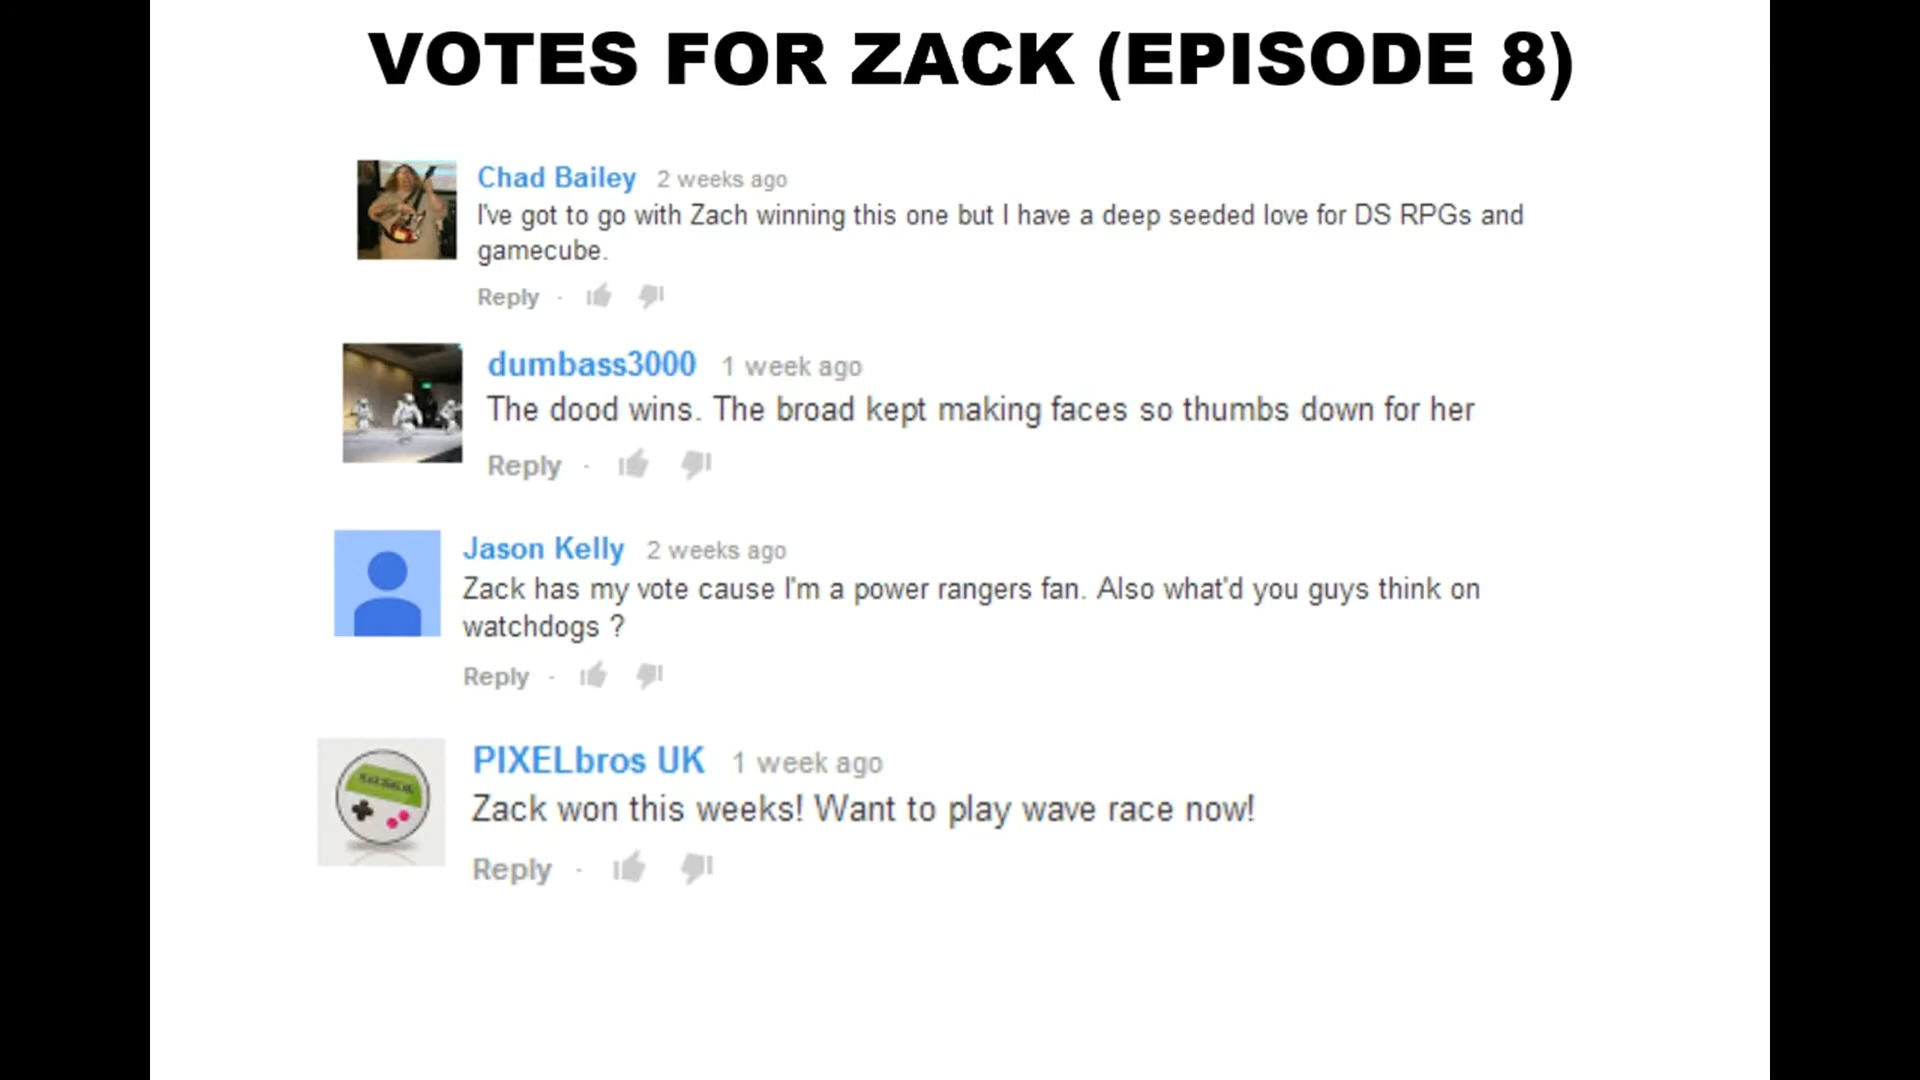 VOTES FOR ZACK (EPISODE 8)
Chad Bailey 2 weeks ago
I've got to go with Zach winning this one but I have a deep seeded love for DS RPGs and
gamecube.
Reply ·
dumbass3000 1 week ago
The dood wins. The broad kept making faces so thumbs down for her
Reply ·
Jason Kelly 2 weeks ago
Zack has my vote cause I'm a power rangers fan. Also what'd you guys think on
watchdogs ?
Reply ·
PIXELbros UK 1 week ago
Zack won this weeks! Want to play wave race now!
Reply ·